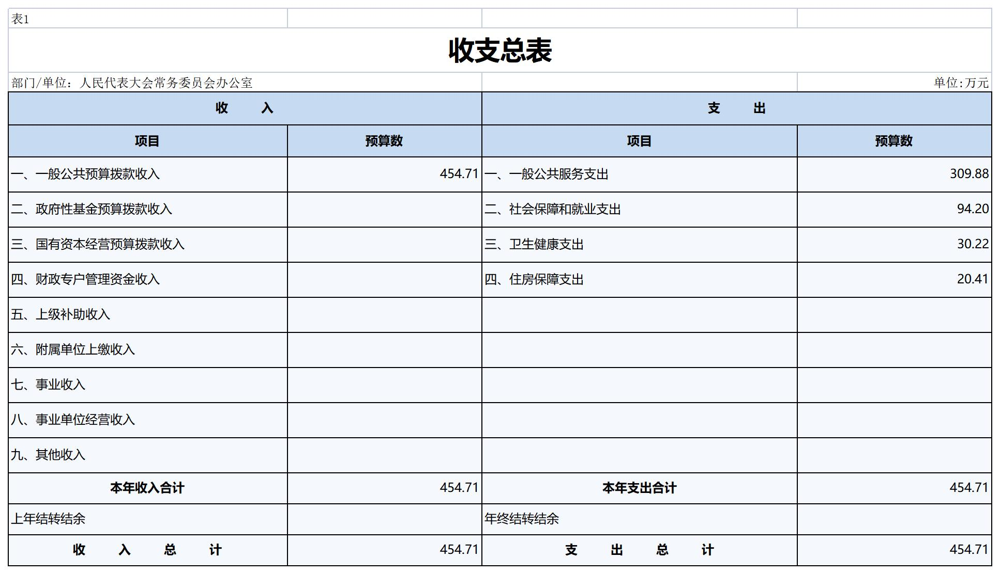 表1
收支总表
部门/单位：人民代表大会常务委员会办公室 单位:万元
收 入 支 出
项目 预算数 项目 预算数
一、一般公共预算拨款收入 454.71 一、一般公共服务支出 309.88
二、政府性基金预算拨款收入 二、社会保障和就业支出 94.20
三、国有资本经营预算拨款收入 三、卫生健康支出 30.22
四、财政专户管理资金收入 四、住房保障支出 20.41
五、上级补助收入
六、附属单位上缴收入
七、事业收入
八、事业单位经营收入
九、其他收入
本年收入合计 454.71 本年支出合计 454.71
上年结转结余 年终结转结余
收 入 总 计 454.71 支 出 总 计 454.71